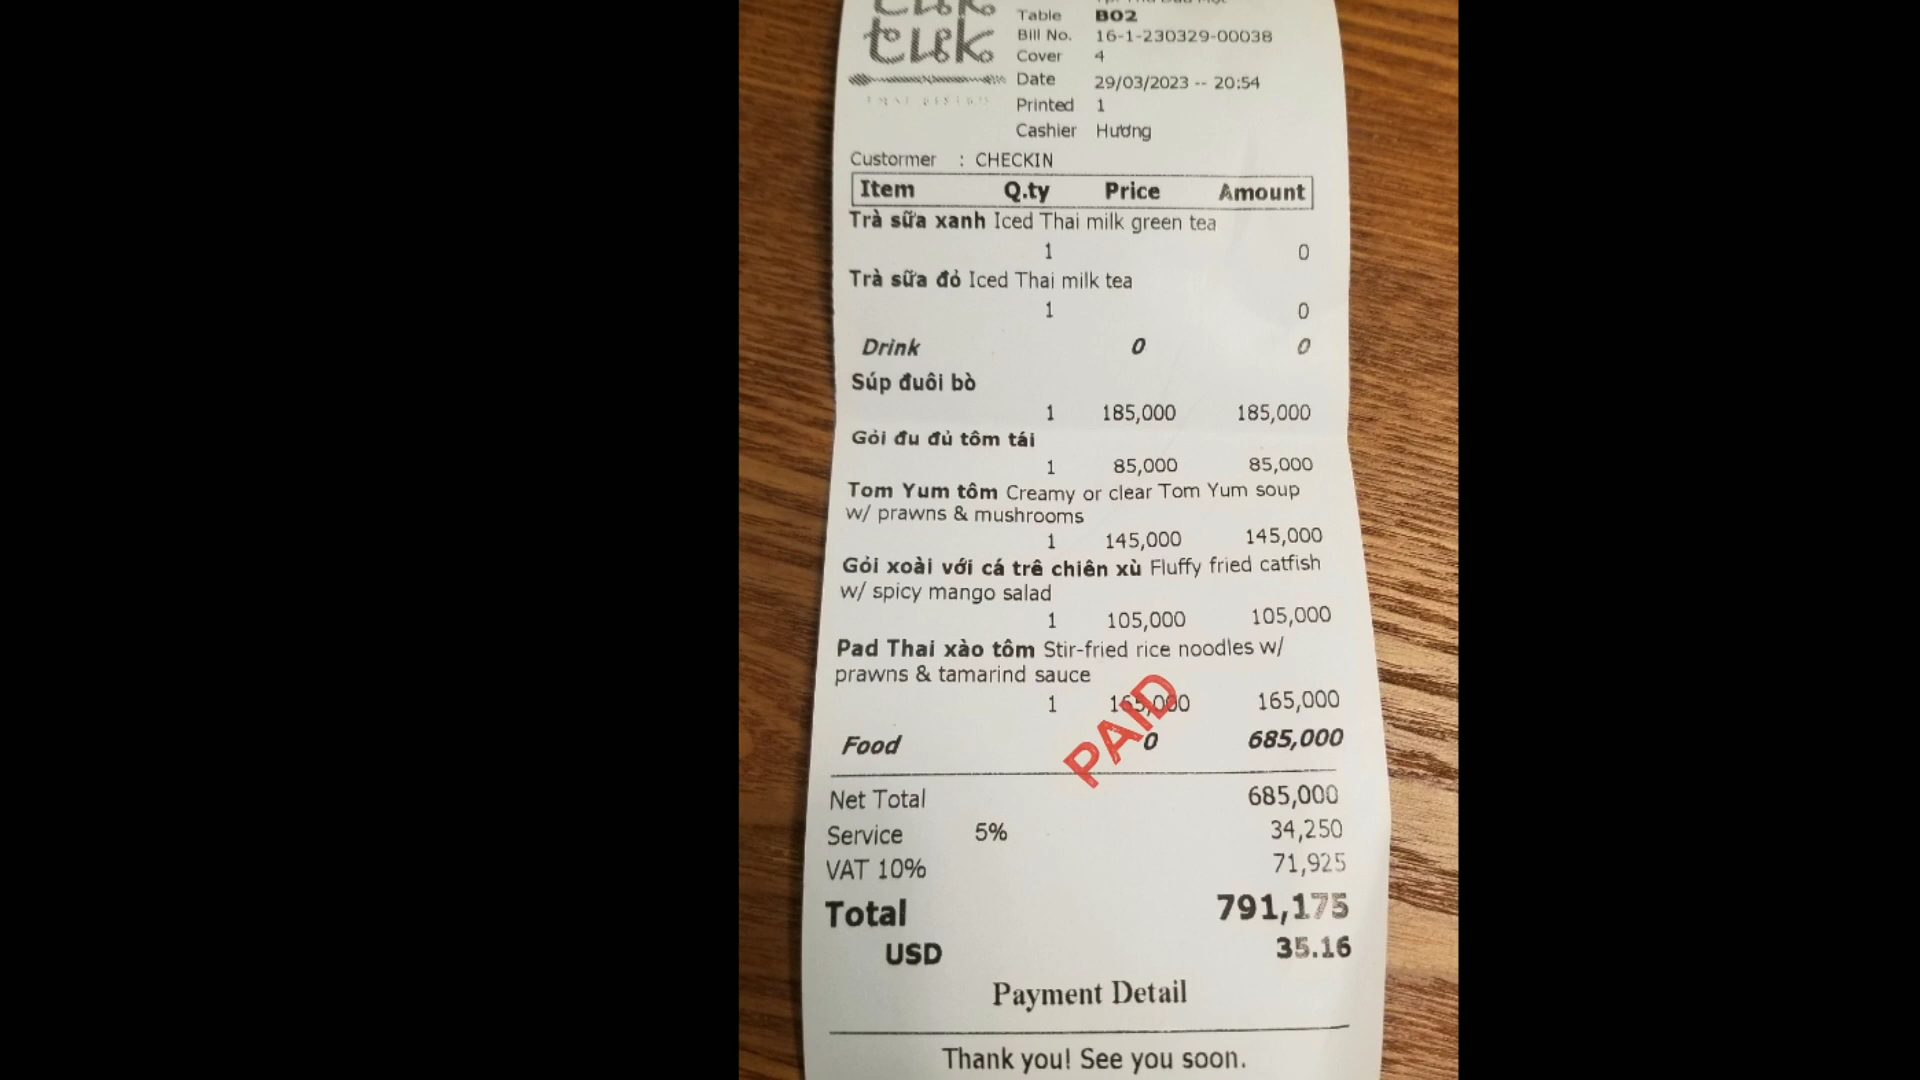 tuk
tuk
Table B02
Bill No. 16-1-230329-00038
Cover 4
Date 29/03/2023 -- 20:54
Printed 1
Cashier Hương
Custormer : CHECKIN
Item Q.ty Price Amount
Trà sữa xanh Iced Thai milk green tea
1 0
Trà sữa đỏ Iced Thai milk tea
1 0
Drink 0 0
Súp đuôi bò
1 185,000 185,000
Gỏi đu đủ tôm tái
1 85,000 85,000
Tom Yum tôm Creamy or clear Tom Yum soup
w/ prawns & mushrooms
1 145,000 145,000
Gỏi xoài với cá trê chiên xù Fluffy fried catfish
w/ spicy mango salad
1 105,000 105,000
Pad Thai xào tôm Stir-fried rice noodles w/
prawns & tamarind sauce
1 165,000 165,000
PAID
Food 0 685,000
Net Total 685,000
Service 5% 34,250
VAT 10% 71,925
Total 791,175
USD 35.16
Payment Detail
Thank you! See you soon.